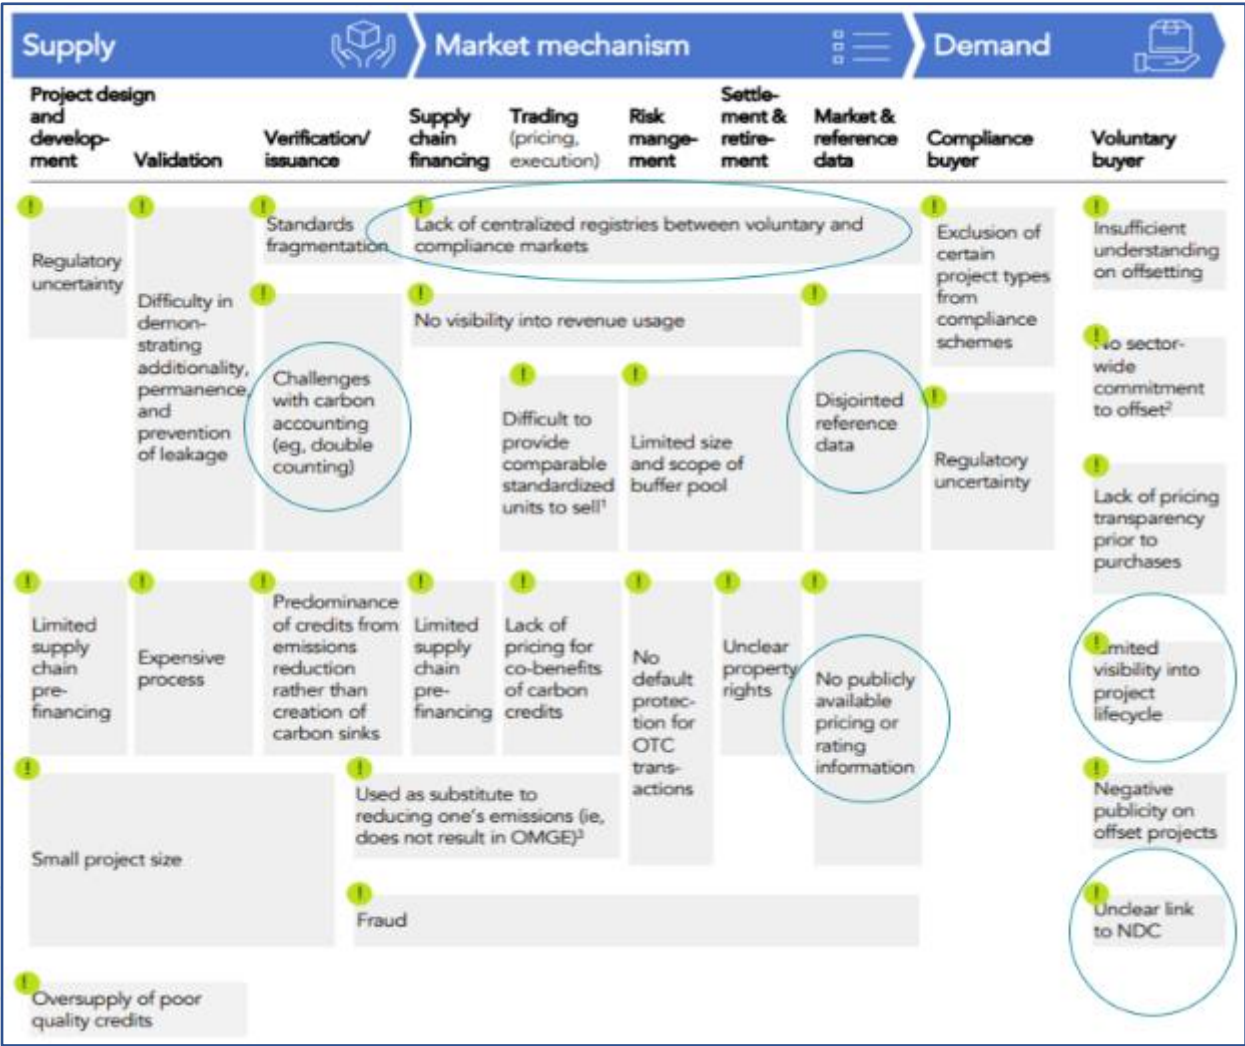 Supply
Market mechanism
Demand
Project design
and
develop-
ment
Validation
Verification/
issuance
Supply
chain
financing
Trading
(pricing,
execution)
Risk
mange-
ment
Settle-
ment &
retire-
ment
Market &
reference
data
Compliance
buyer
Voluntary
buyer
!
Regulatory
uncertainty
!
Difficulty in
demon-
strating
additionality,
permanence,
and
prevention
of leakage
!
Standards
fragmentation
!
Lack of centralized registries between voluntary and
compliance markets
!
Exclusion of
certain
project types
from
compliance
schemes
!
Insufficient
understanding
on offsetting
!
Challenges
with carbon
accounting
(eg, double
counting)
!
No visibility into revenue usage
!
Difficult to
provide
comparable
standardized
units to sell¹
!
Limited size
and scope of
buffer pool
!
Disjointed
reference
data
!
Regulatory
uncertainty
!
No sector-
wide
commitment
to offset²
!
Lack of pricing
transparency
prior to
purchases
!
Limited
supply
chain
pre-
financing
!
Expensive
process
!
Predominance
of credits from
emissions
reduction
rather than
creation of
carbon sinks
!
Limited
supply
chain
pre-
financing
!
Lack of
pricing for
co-benefits
of carbon
credits
!
No
default
protec-
tion for
OTC
trans-
actions
!
Unclear
property
rights
!
No publicly
available
pricing or
rating
information
!
Limited
visibility into
project
lifecycle
!
Small project size
!
Used as substitute to
reducing one's emissions (ie,
does not result in OMGE)³
!
Negative
publicity on
offset projects
!
Fraud
!
Unclear link
to NDC
!
Oversupply of poor
quality credits